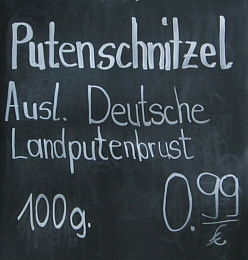 Putenschnitzel
Ausl. Deutsche
Landputenbrust
100g. 0.99 €